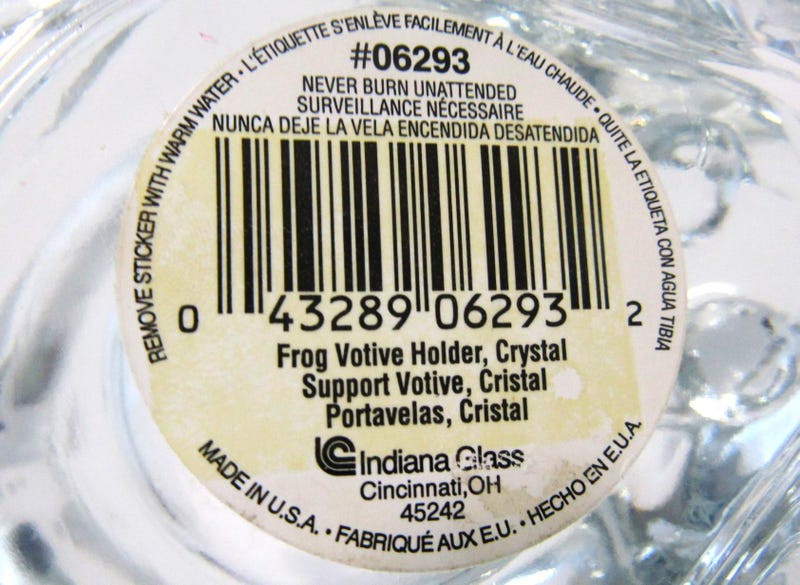 REMOVE STICKER WITH WARM WATER • L'ÉTIQUETTE S'ENLÈVE FACILEMENT À L'EAU CHAUDE • QUITE LA ETIQUETA CON AGUA TIBIA
#06293
NEVER BURN UNATTENDED
SURVEILLANCE NÉCESSAIRE
NUNCA DEJE LA VELA ENCENDIDA DESATENDIDA
0 43289 06293 2
Frog Votive Holder, Crystal
Support Votive, Cristal
Portavelas, Cristal
Indiana Glass
Cincinnati,OH
45242
MADE IN U.S.A. • FABRIQUÉ AUX E.U. • HECHO EN E.U.A.